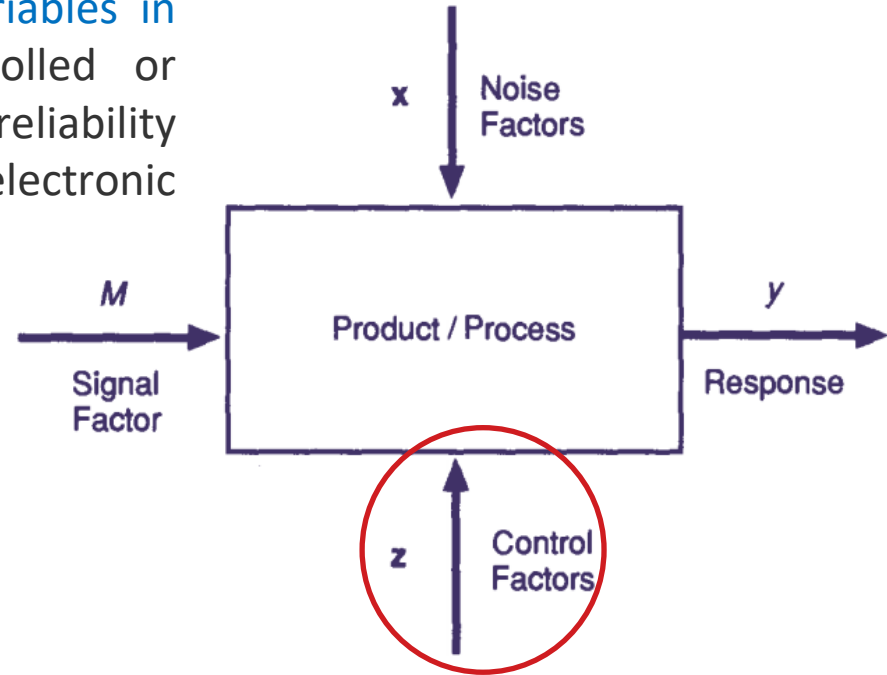 riables in
olled or
reliability
electronic
x
Noise
Factors
M
Signal
Factor
Product / Process
y
Response
z
Control
Factors